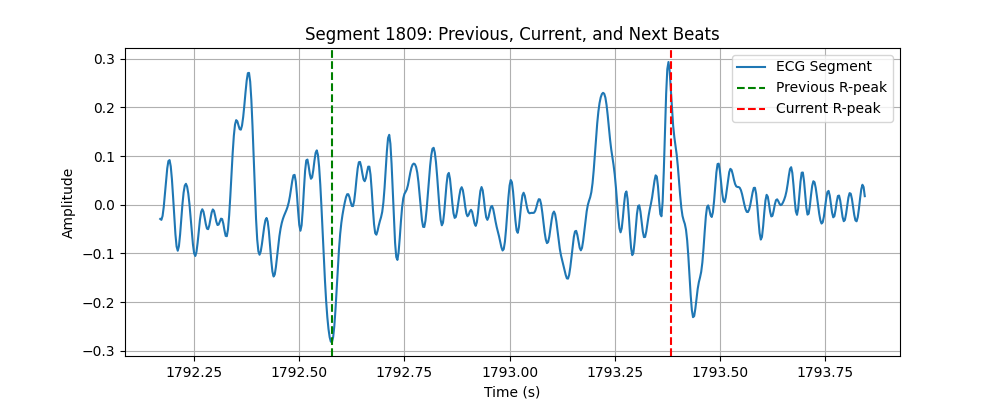 Segment 1809: Previous, Current, and Next Beats
ECG Segment
Previous R-peak
Current R-peak
Amplitude
0.3
0.2
0.1
0.0
−0.1
−0.2
−0.3
1792.25 1792.50 1792.75 1793.00 1793.25 1793.50 1793.75
Time (s)